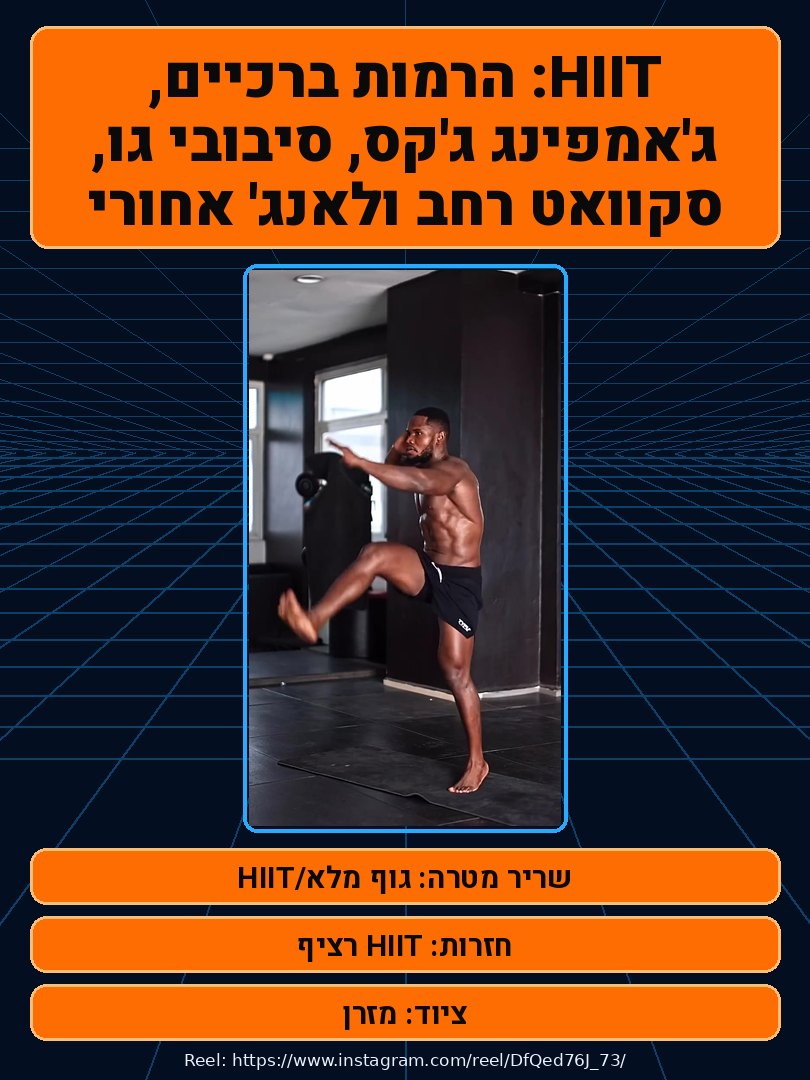 HIIT: הרמות ברכיים,
ג'אמפינג ג'קס, סיבובי גו,
סקוואט רחב ולאנג' אחורי
שריר מטרה: גוף מלא/HIIT
חזרות: HIIT רציף
ציוד: מזרן
Reel: https://www.instagram.com/reel/DfQed76J_73/